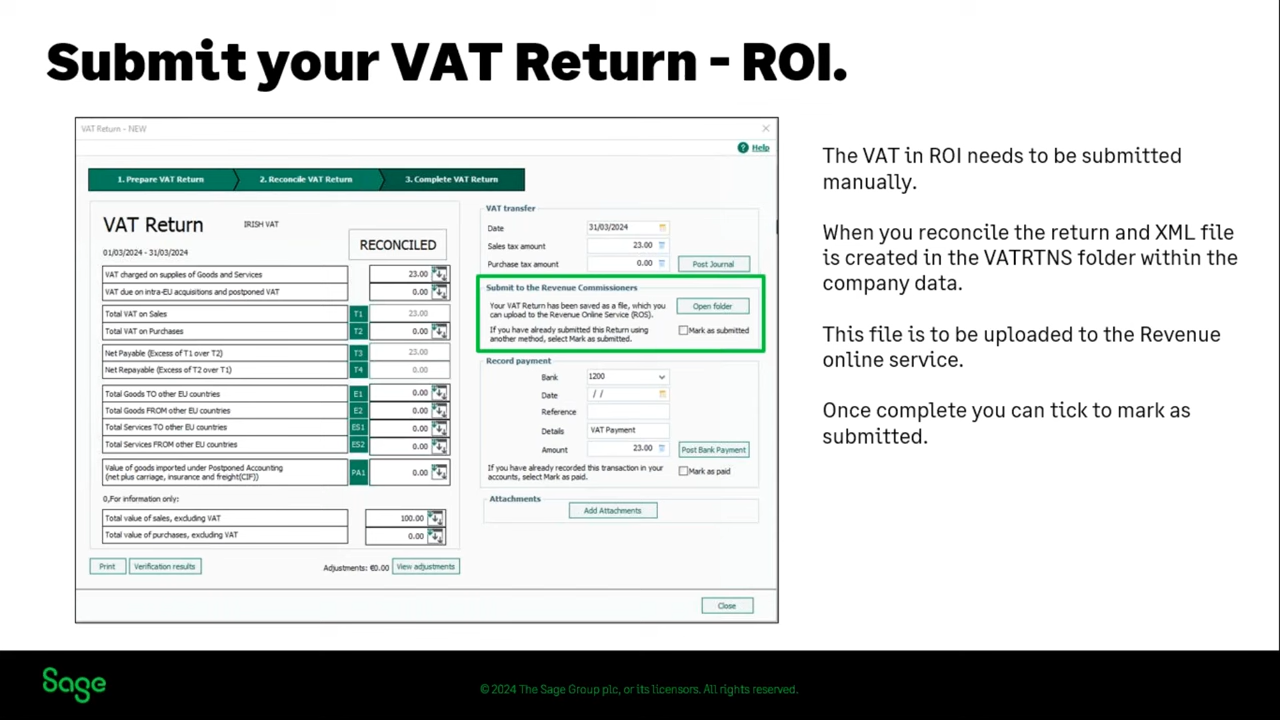 Submit your VAT Return - ROI.
VAT Return - NEW
Help
1. Prepare VAT Return
2. Reconcile VAT Return
3. Complete VAT Return
VAT Return
IRISH VAT
01/03/2024 - 31/03/2024
RECONCILED
VAT charged on supplies of Goods and Services 23.00
VAT due on intra-EU acquisitions and postponed VAT 0.00
Total VAT on Sales T1 23.00
Total VAT on Purchases T2 0.00
Net Payable (Excess of T1 over T2) T3 23.00
Net Repayable (Excess of T2 over T1) T4 0.00
Total Goods TO other EU countries E1 0.00
Total Goods FROM other EU countries E2 0.00
Total Services TO other EU countries ES1 0.00
Total Services FROM other EU countries ES2 0.00
Value of goods imported under Postponed Accounting
(net plus carriage, insurance and freight(CIF)) PA1 0.00
0,For information only:
Total value of sales, excluding VAT 100.00
Total value of purchases, excluding VAT 0.00
Print
Verification results
Adjustments: €0.00
View adjustments
VAT transfer
Date 31/03/2024
Sales tax amount 23.00
Purchase tax amount 0.00 Post Journal
Submit to the Revenue Commissioners
Your VAT Return has been saved as a file, which you
can upload to the Revenue Online Service (ROS).
Open folder
If you have already submitted this Return using
another method, select Mark as submitted.
Mark as submitted
Record payment
Bank 1200
Date / /
Reference
Details VAT Payment
Amount 23.00 Post Bank Payment
If you have already recorded this transaction in your
accounts, select Mark as paid.
Mark as paid
Attachments
Add Attachments
Close
The VAT in ROI needs to be submitted
manually.
When you reconcile the return and XML file
is created in the VATRTNS folder within the
company data.
This file is to be uploaded to the Revenue
online service.
Once complete you can tick to mark as
submitted.
Sage
© 2024 The Sage Group plc, or its licensors. All rights reserved.